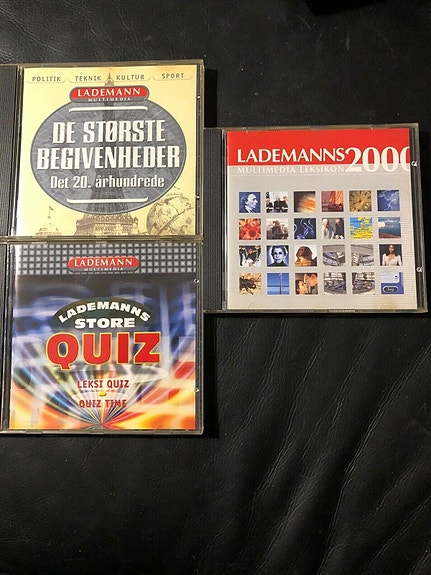 POLITIK TEKNIK KULTUR SPORT
LADEMANN
MULTIMEDIA
DE STØRSTE
BEGIVENHEDER
Det 20. århundrede
LADEMANNS 2000
MULTIMEDIA LEKSIKON
LADEMANN
MULTIMEDIA
LADEMANNS
STORE
QUIZ
LEKSI QUIZ
QUIZ TIME